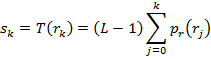 s_k = T(r_k) = (L − 1) ∑_{j=0}^{k} p_r(r_j)